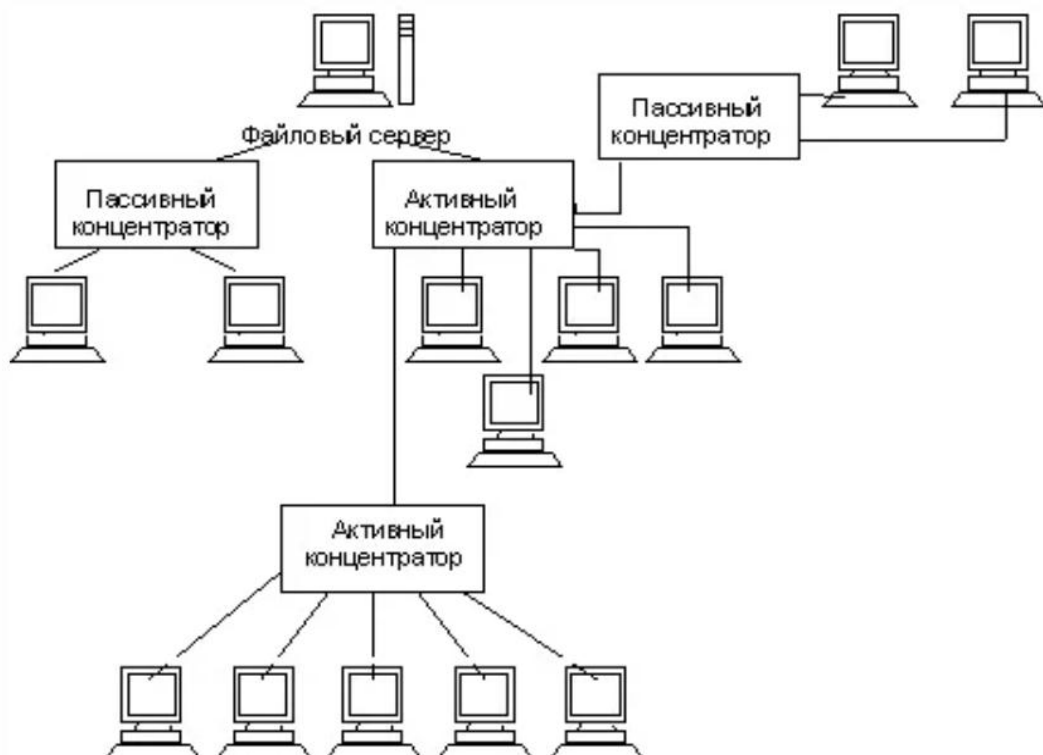 Файловый сервер
Пассивный
концентратор
Пассивный
концентратор
Активный
концентратор
Активный
концентратор